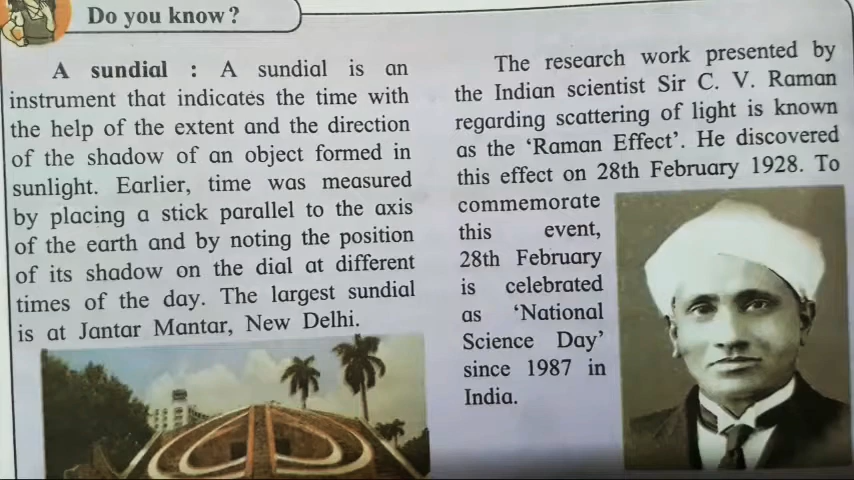 Do you know?
A sundial : A sundial is an
instrument that indicates the time with
the help of the extent and the direction
of the shadow of an object formed in
sunlight. Earlier, time was measured
by placing a stick parallel to the axis
of the earth and by noting the position
of its shadow on the dial at different
times of the day. The largest sundial
is at Jantar Mantar, New Delhi.
The research work presented by
the Indian scientist Sir C. V. Raman
regarding scattering of light is known
as the ‘Raman Effect’. He discovered
this effect on 28th February 1928. To
commemorate
this event,
28th February
is celebrated
as ‘National
Science Day’
since 1987 in
India.